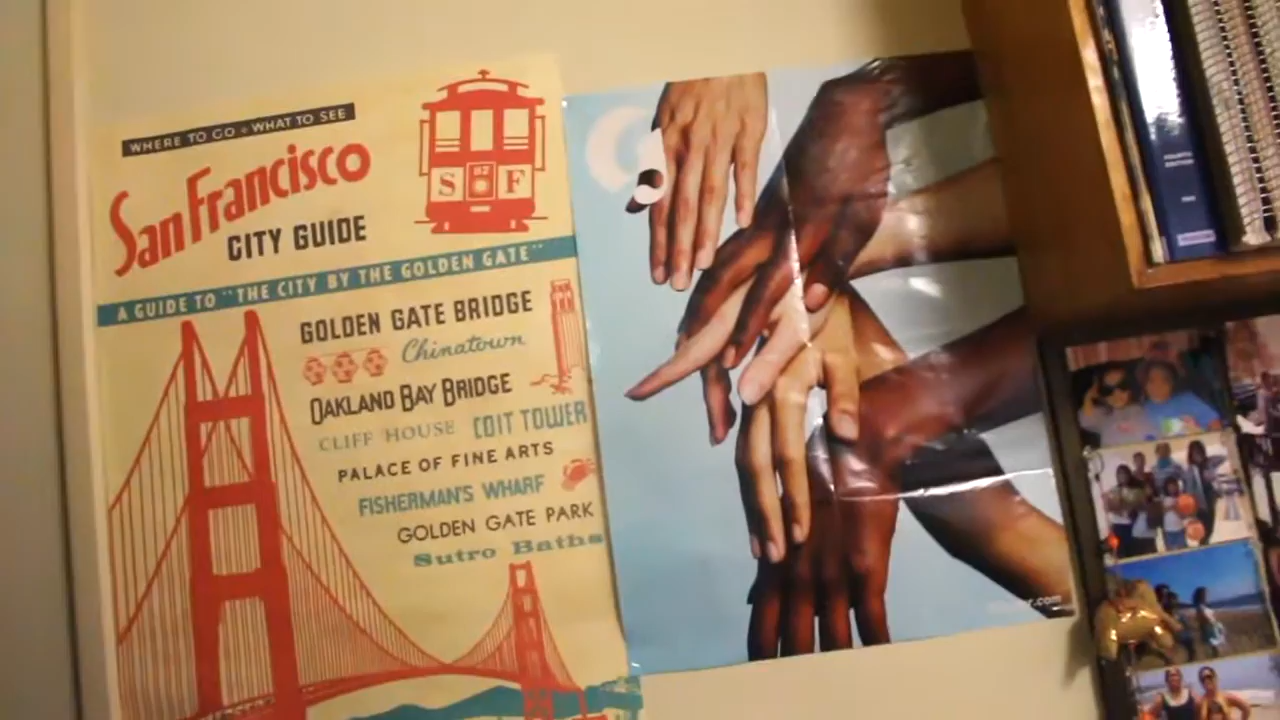 WHERE TO GO + WHAT TO SEE
San Francisco
CITY GUIDE
S F
A GUIDE TO "THE CITY BY THE GOLDEN GATE"
GOLDEN GATE BRIDGE
Chinatown
OAKLAND BAY BRIDGE
CLIFF HOUSE COIT TOWER
PALACE OF FINE ARTS
FISHERMAN'S WHARF
GOLDEN GATE PARK
Sutro Baths
FOURTH
EDITION